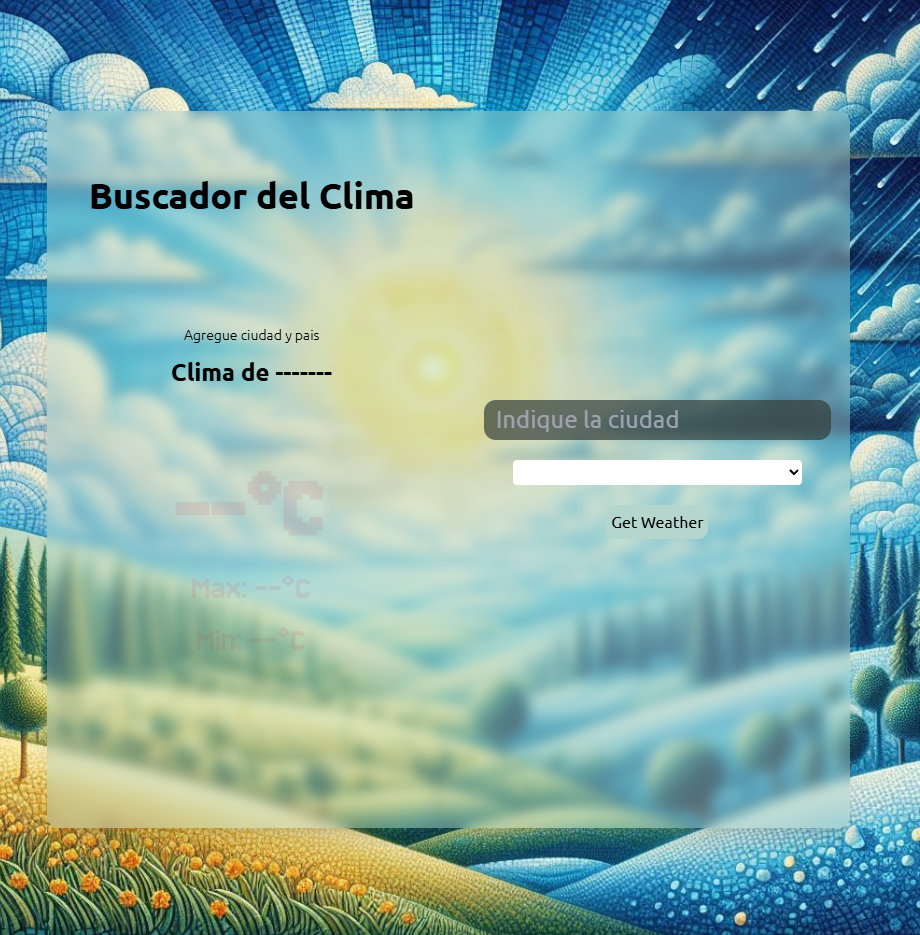 Buscador del Clima
Agregue ciudad y pais
Clima de -------
--°C
Max: --°C
Min: --°C
Indique la ciudad
Get Weather